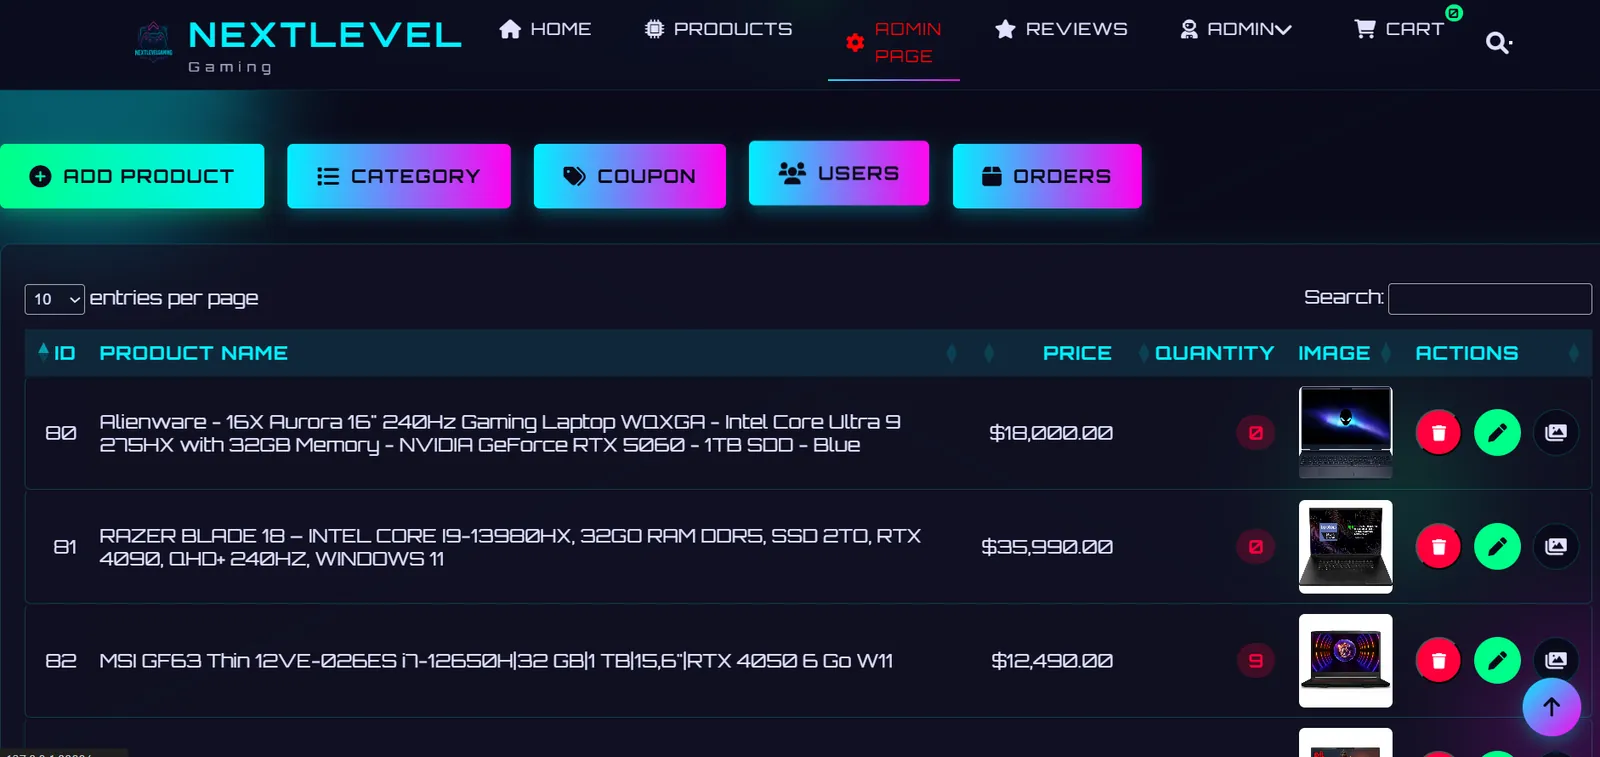 NEXTLEVEL
Gaming
HOME
PRODUCTS
ADMIN
PAGE
REVIEWS
ADMIN
CART
0
ADD PRODUCT
CATEGORY
COUPON
USERS
ORDERS
10 entries per page
Search:
ID PRODUCT NAME PRICE QUANTITY IMAGE ACTIONS
80
Alienware - 16X Aurora 16" 240Hz Gaming Laptop WQXGA - Intel Core Ultra 9
275HX with 32GB Memory - NVIDIA GeForce RTX 5060 - 1TB SDD - Blue
$18,000.00
0
81
RAZER BLADE 18 – INTEL CORE I9-13980HX, 32GO RAM DDR5, SSD 2TO, RTX
4090, QHD+ 240HZ, WINDOWS 11
$35,990.00
0
82
MSI GF63 Thin 12VE-026ES i7-12650H|32 GB|1 TB|15,6"|RTX 4050 6 Go W11
$12,490.00
9